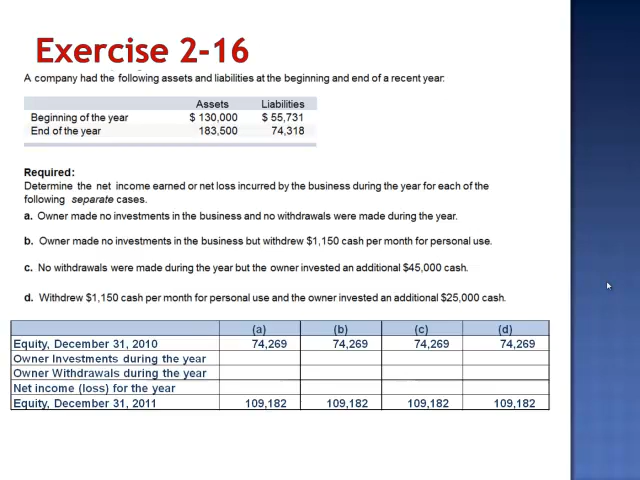 Exercise 2-16
A company had the following assets and liabilities at the beginning and end of a recent year:
Assets Liabilities
Beginning of the year $ 130,000 $ 55,731
End of the year 183,500 74,318
Required:
Determine the net income earned or net loss incurred by the business during the year for each of the
following separate cases.
a. Owner made no investments in the business and no withdrawals were made during the year.
b. Owner made no investments in the business but withdrew $1,150 cash per month for personal use.
c. No withdrawals were made during the year but the owner invested an additional $45,000 cash.
d. Withdrew $1,150 cash per month for personal use and the owner invested an additional $25,000 cash.
(a) (b) (c) (d)
Equity, December 31, 2010 74,269 74,269 74,269 74,269
Owner Investments during the year
Owner Withdrawals during the year
Net income (loss) for the year
Equity, December 31, 2011 109,182 109,182 109,182 109,182